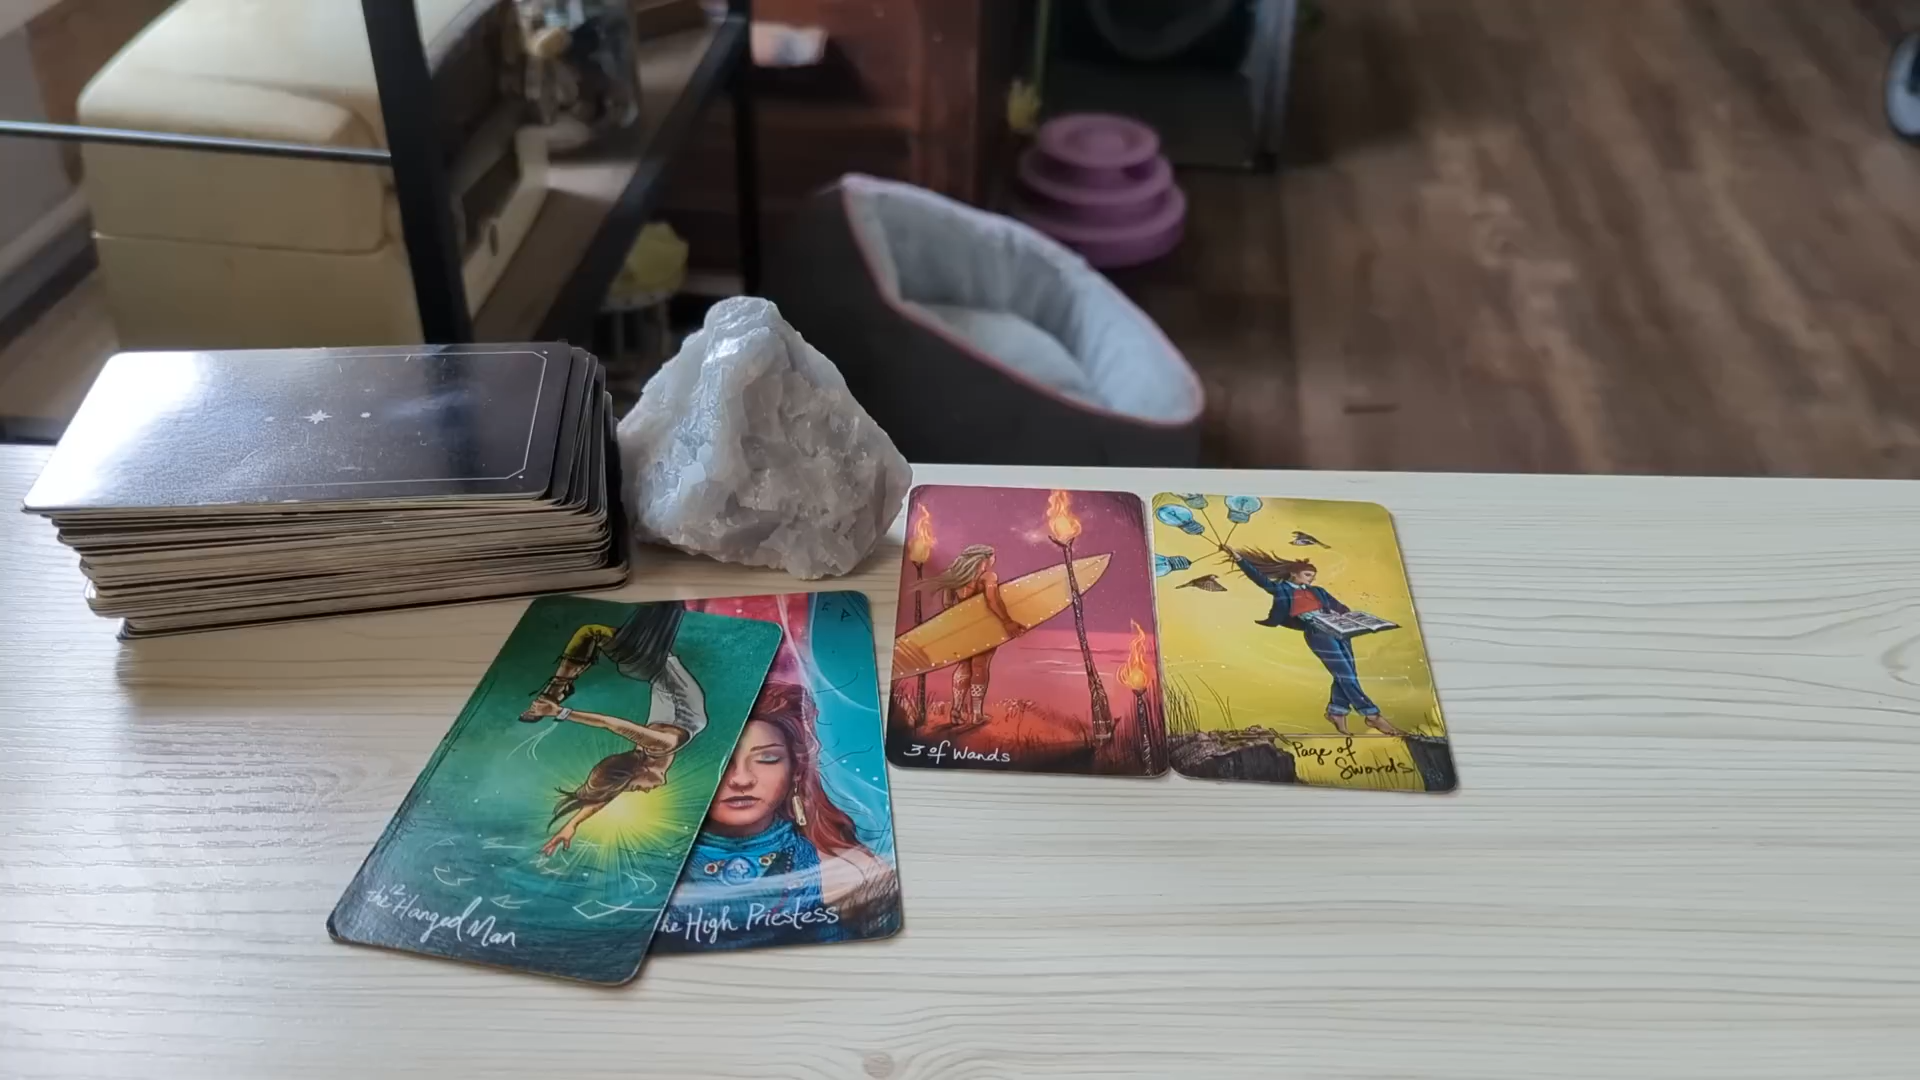 the 12
Hanged Man
the High Priestess
3 of Wands
Page of
Swords